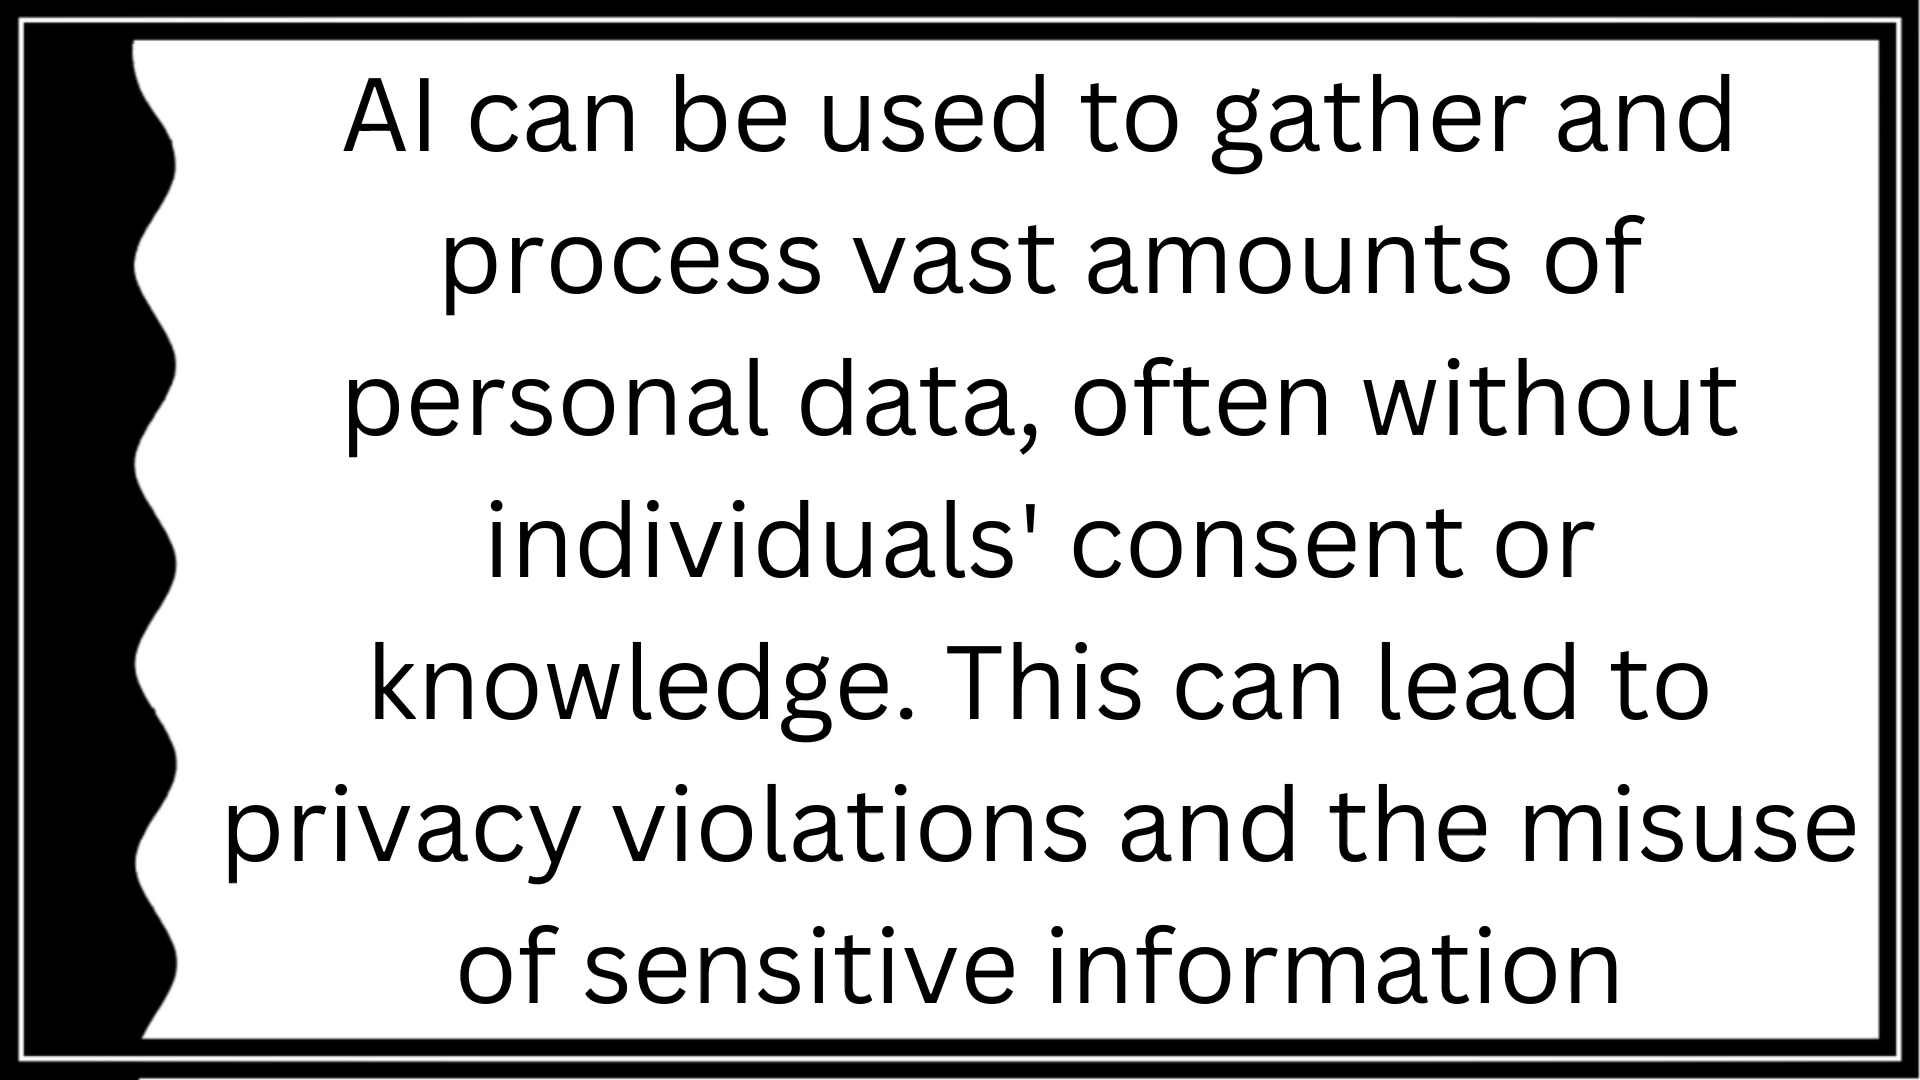 AI can be used to gather and
process vast amounts of
personal data, often without
individuals' consent or
knowledge. This can lead to
privacy violations and the misuse
of sensitive information